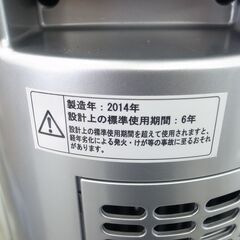 製造年：2014年
設計上の標準使用期間：6年
設計上の標準使用期間を超えて使用されますと、
経年劣化による発火・けが等の事故に至るおそれ
があります。